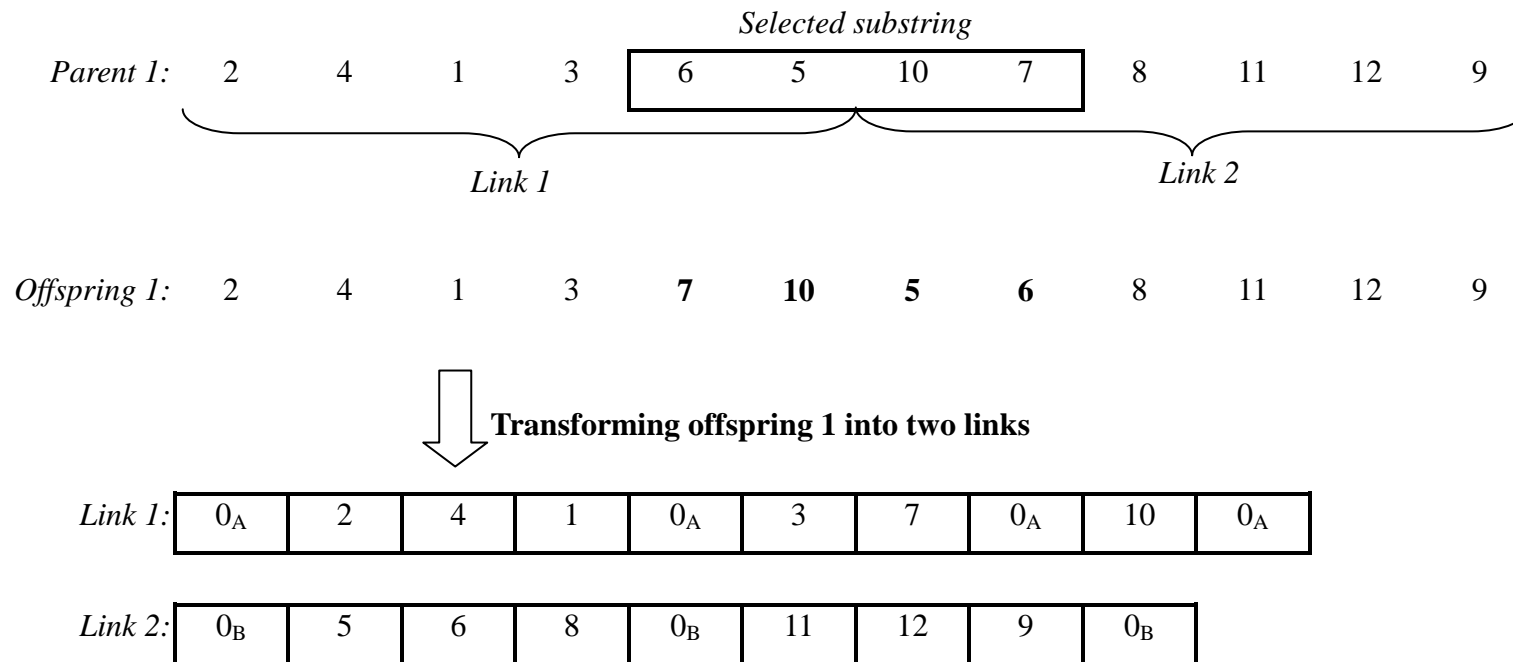 Selected substring
Parent 1: 2 4 1 3 6 5 10 7 8 11 12 9
Link 1 Link 2
Offspring 1: 2 4 1 3 7 10 5 6 8 11 12 9
Transforming offspring 1 into two links
Link 1: 0A 2 4 1 0A 3 7 0A 10 0A
Link 2: 0B 5 6 8 0B 11 12 9 0B